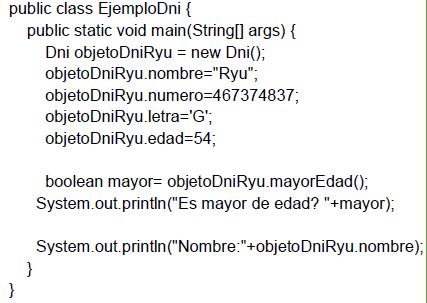 public class EjemploDni {
public static void main(String[] args) {
Dni objetoDniRyu = new Dni();
objetoDniRyu.nombre="Ryu";
objetoDniRyu.numero=467374837;
objetoDniRyu.letra='G';
objetoDniRyu.edad=54;
boolean mayor= objetoDniRyu.mayorEdad();
System.out.println("Es mayor de edad? "+mayor);
System.out.println("Nombre:"+objetoDniRyu.nombre);
}
}